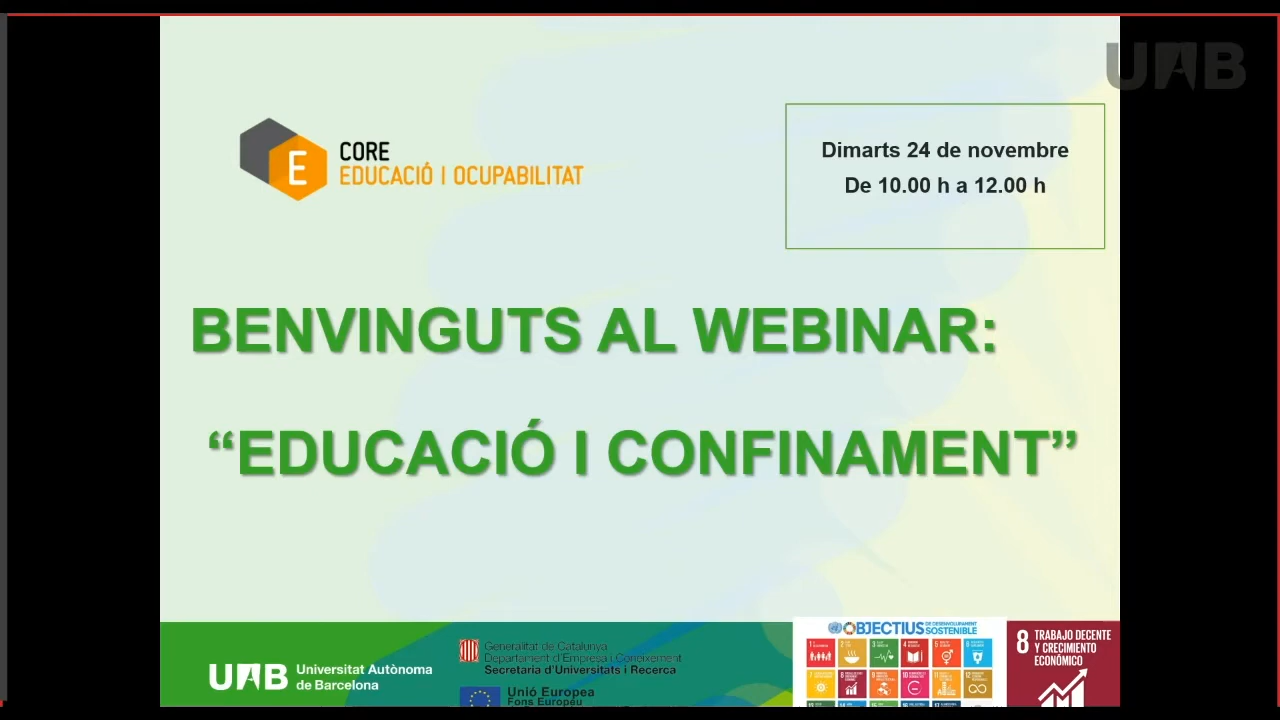 UAB
CORE
EDUCACIÓ I OCUPABILITAT
E
Dimarts 24 de novembre
De 10.00 h a 12.00 h
BENVINGUTS AL WEBINAR:
“EDUCACIÓ I CONFINAMENT”
UAB Universitat Autònoma
de Barcelona
Generalitat de Catalunya
Departament d'Empresa i Coneixement
Secretaria d'Universitats i Recerca
Unió Europea
Fons Europeu
OBJECTIUS DE DESENVOLUPAMENT
SOSTENIBLE
8 TRABAJO DECENTE
Y CRECIMIENTO
ECONÓMICO